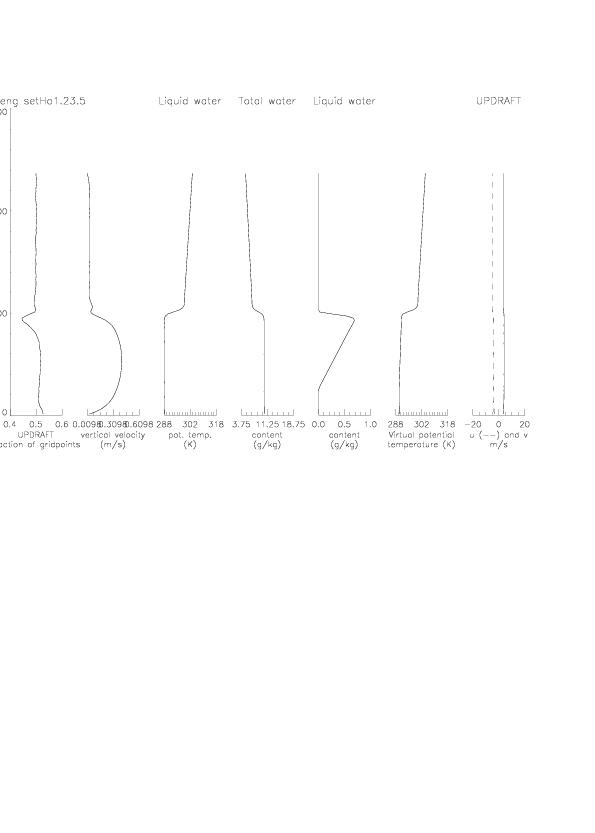 eng setHa1.23.5 Liquid water Total water Liquid water UPDRAFT
00
00
00
0
0.4 0.5 0.6 0.0098 0.3098 0.6098 288 302 318 3.75 11.25 18.75 0.0 0.5 1.0 288 302 318 −20 0 20
UPDRAFT vertical velocity pot. temp. content content Virtual potential u (−−) and v
action of gridpoints (m/s) (K) (g/kg) (g/kg) temperature (K) m/s